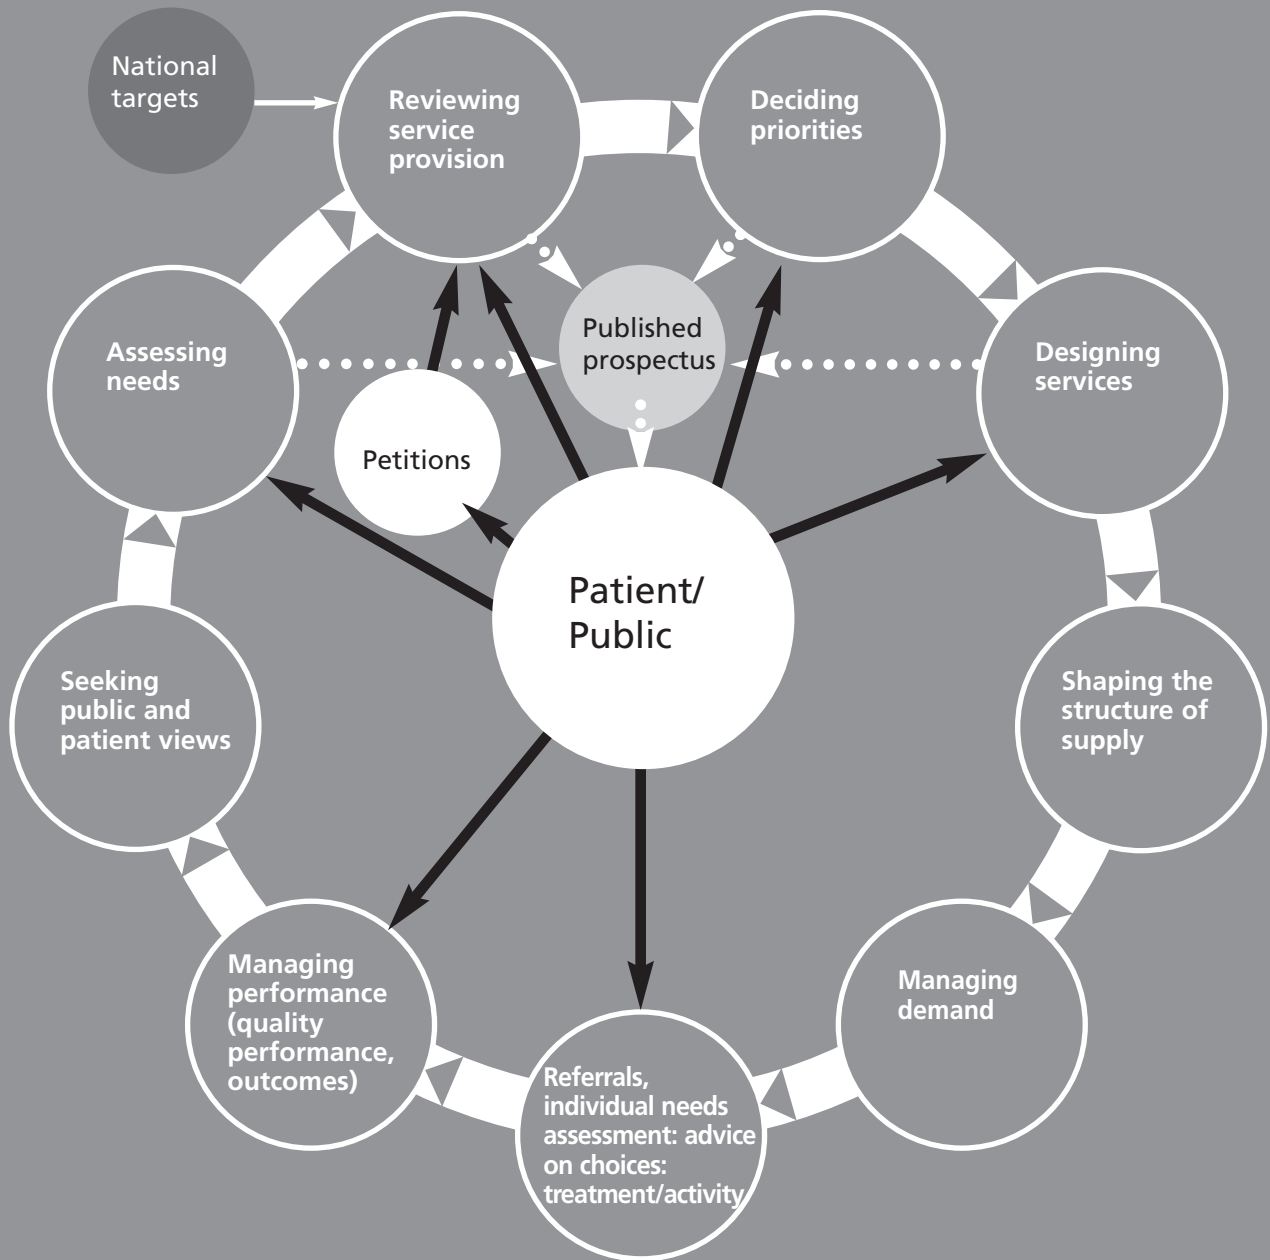 National
targets
Reviewing
service
provision
Deciding
priorities
Published
prospectus
Assessing
needs
Designing
services
Petitions
Patient/
Public
Seeking
public and
patient views
Shaping the
structure of
supply
Managing
performance
(quality
performance,
outcomes)
Managing
demand
Referrals,
individual needs
assessment: advice
on choices:
treatment/activity